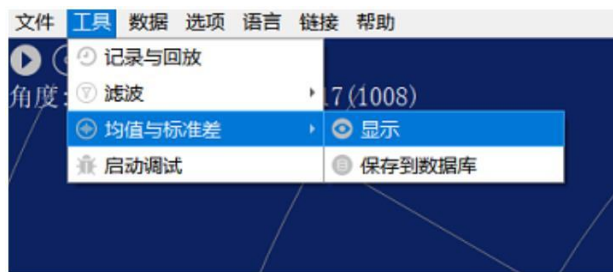 文件 工具 数据 选项 语言 链接 帮助
记录与回放
角度: 滤波 17(1008)
均值与标准差 显示
启动调试 保存到数据库